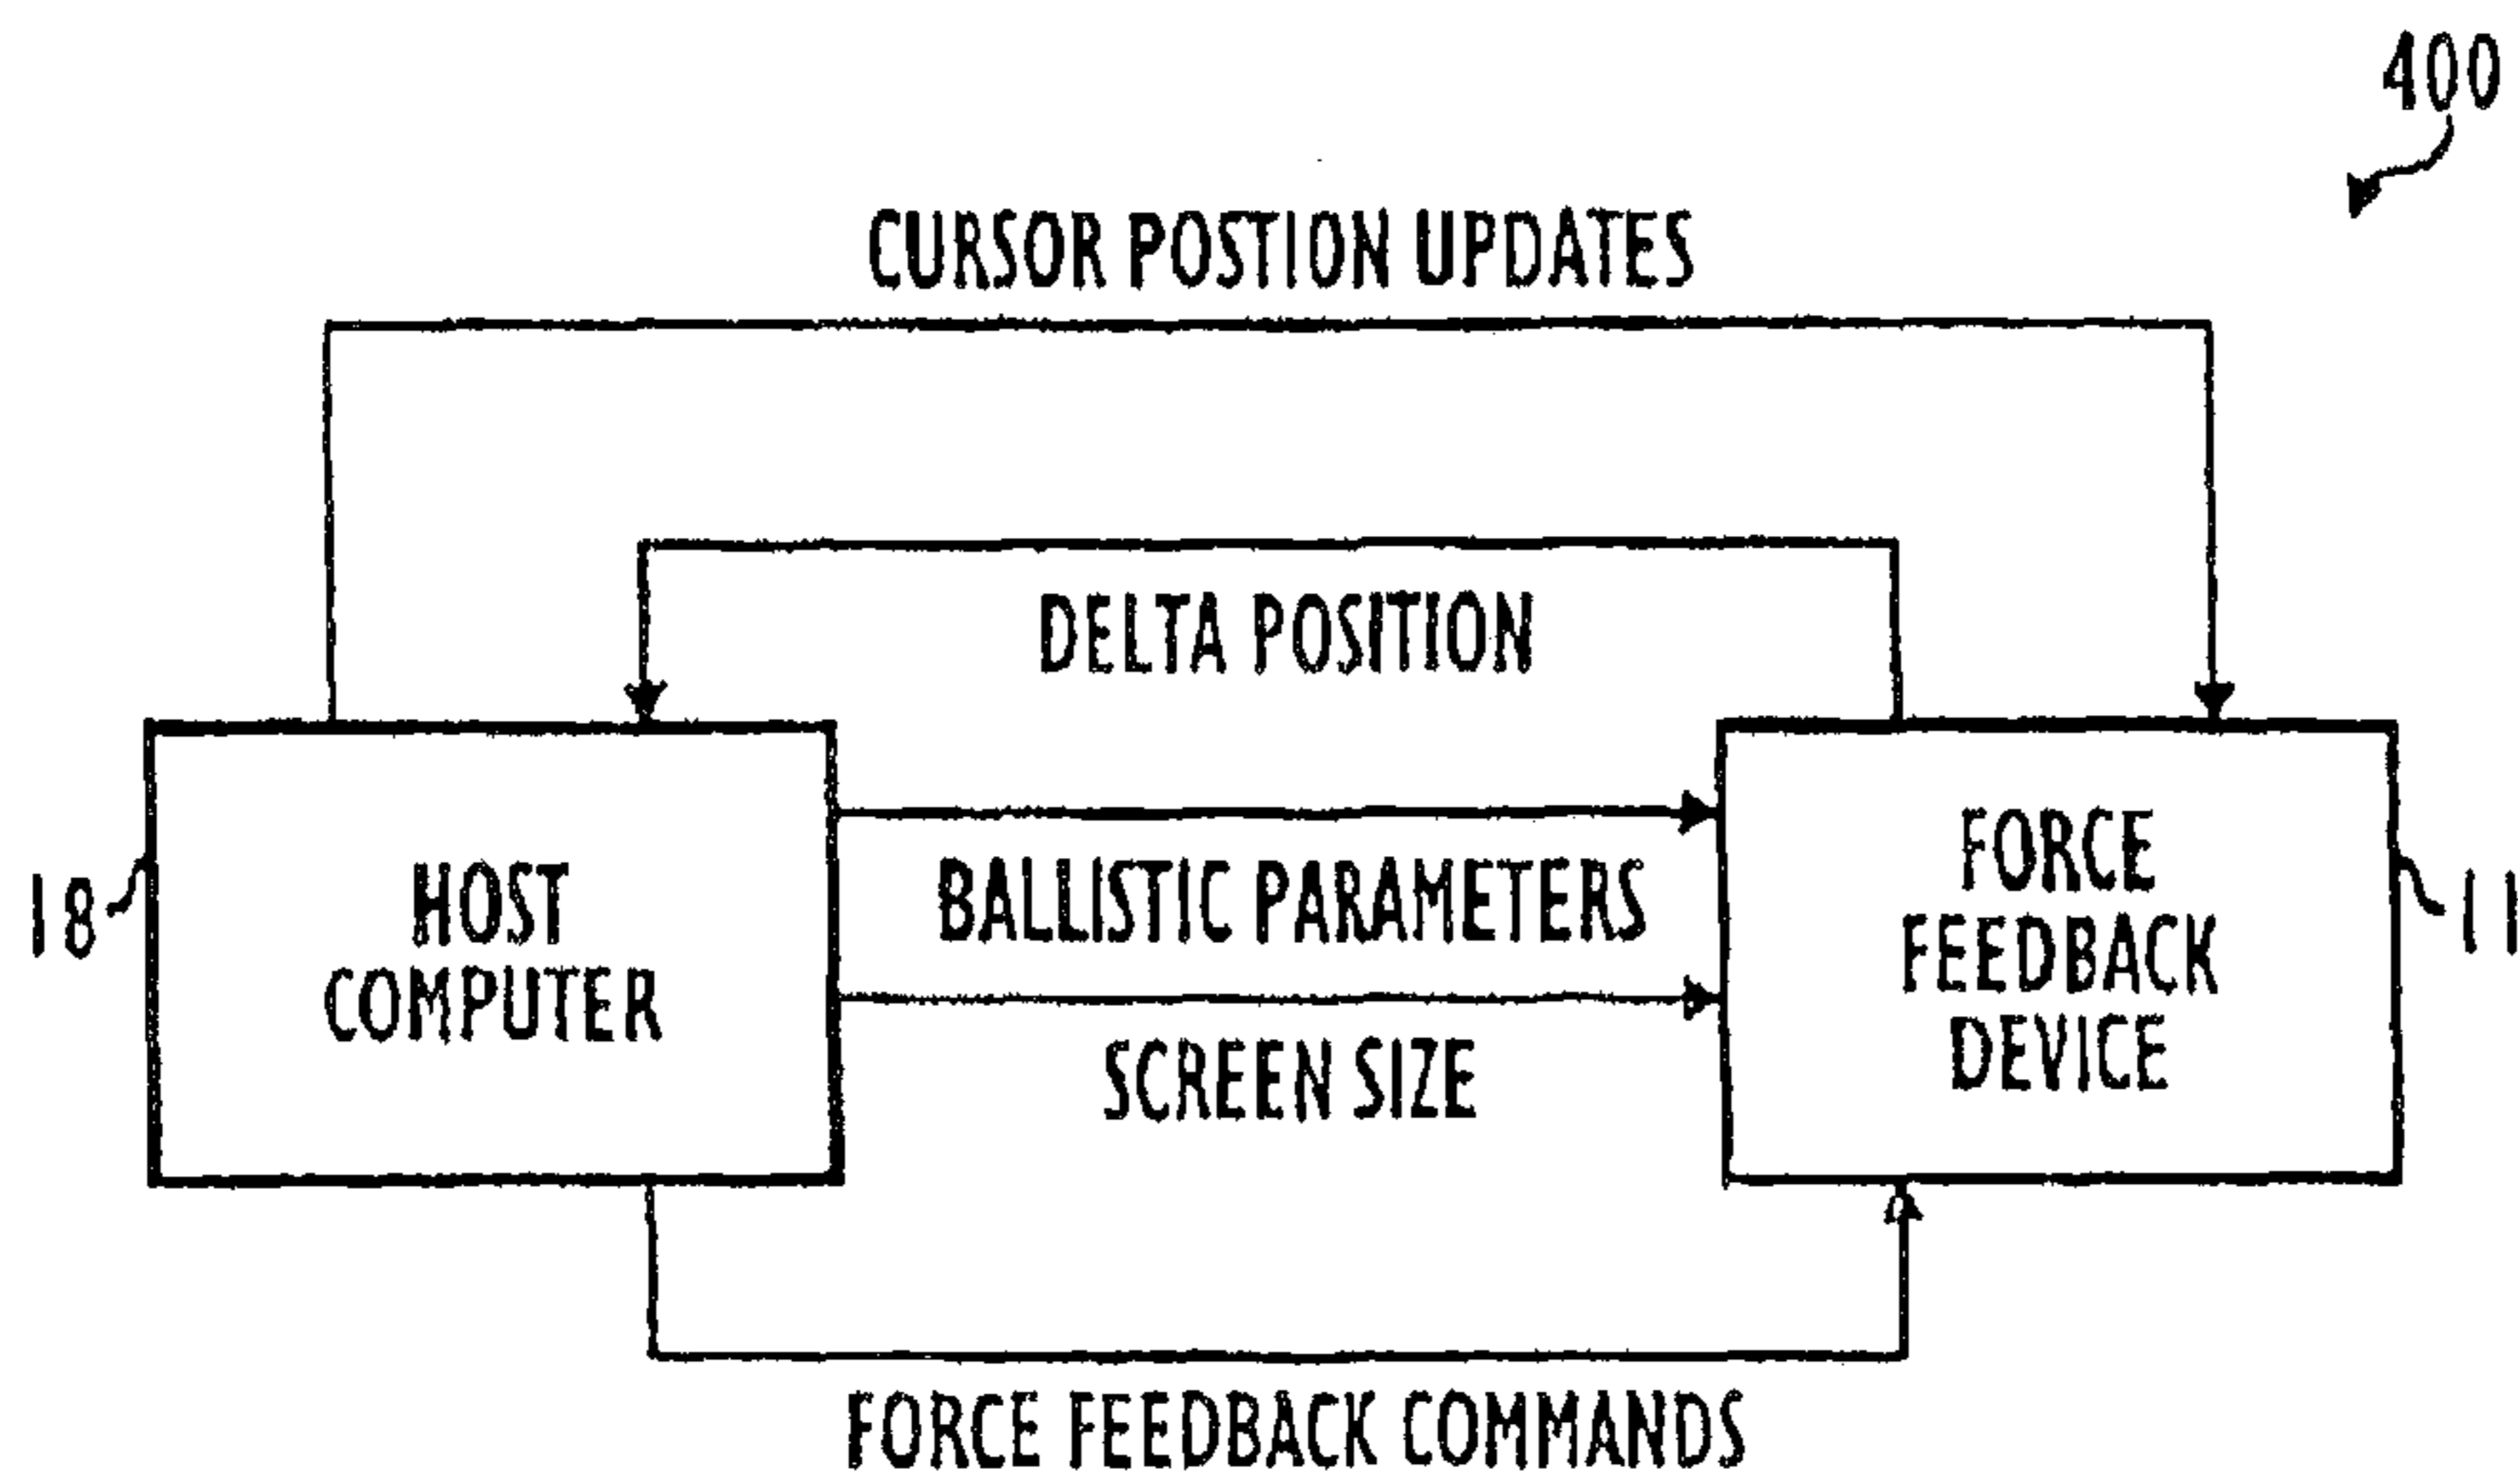 400
CURSOR POSTION UPDATES
DELTA POSITION
18
HOST
COMPUTER
BALLISTIC PARAMETERS
SCREEN SIZE
FORCE
FEEDBACK
DEVICE
11
FORCE FEEDBACK COMMANDS